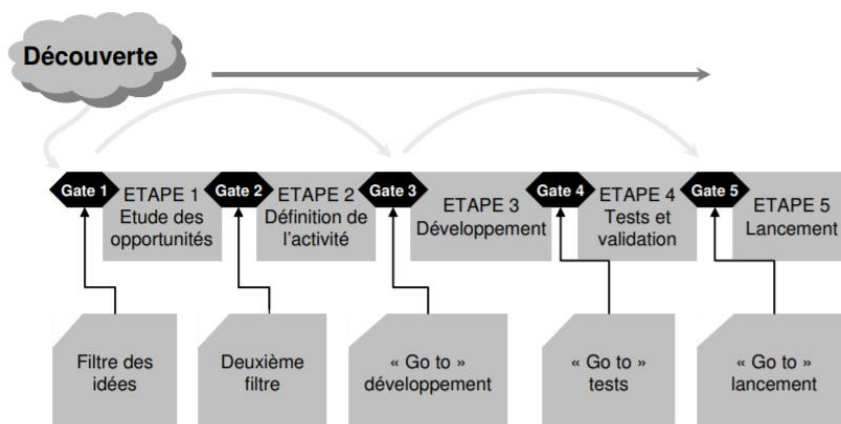 Découverte
Gate 1
ETAPE 1
Etude des
opportunités
Gate 2
ETAPE 2
Définition de
l'activité
Gate 3
ETAPE 3
Développement
Gate 4
ETAPE 4
Tests et
validation
Gate 5
ETAPE 5
Lancement
Filtre des
idées
Deuxième
filtre
« Go to »
développement
« Go to »
tests
« Go to »
lancement